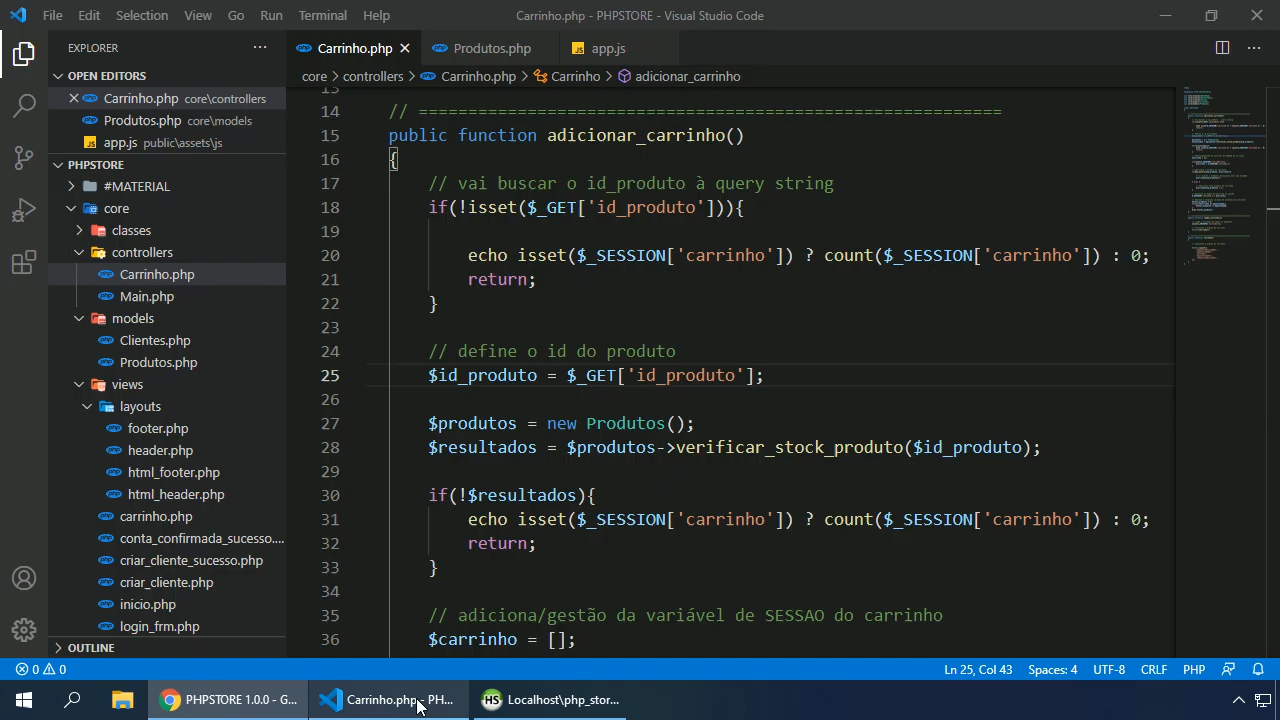 File Edit Selection View Go Run Terminal Help Carrinho.php - PHPSTORE - Visual Studio Code
EXPLORER
Carrinho.php
Produtos.php
JS app.js
OPEN EDITORS
core > controllers > Carrinho.php > Carrinho > adicionar_carrinho
Carrinho.php core\controllers
Produtos.php core\models
JS app.js public\assets\js
PHPSTORE
#MATERIAL
core
classes
controllers
Carrinho.php
Main.php
models
Clientes.php
Produtos.php
views
layouts
footer.php
header.php
html_footer.php
html_header.php
carrinho.php
conta_confirmada_sucesso....
criar_cliente_sucesso.php
criar_cliente.php
inicio.php
login_frm.php
OUTLINE
13
14 // ===========================================================
15 public function adicionar_carrinho()
16 {
17 // vai buscar o id_produto à query string
18 if(!isset($_GET['id_produto'])){
19
20 echo isset($_SESSION['carrinho']) ? count($_SESSION['carrinho']) : 0;
21 return;
22 }
23
24 // define o id do produto
25 $id_produto = $_GET['id_produto'];
26
27 $produtos = new Produtos();
28 $resultados = $produtos->verificar_stock_produto($id_produto);
29
30 if(!$resultados){
31 echo isset($_SESSION['carrinho']) ? count($_SESSION['carrinho']) : 0;
32 return;
33 }
34
35 // adiciona/gestão da variável de SESSAO do carrinho
36 $carrinho = [];
0 0 Ln 25, Col 43 Spaces: 4 UTF-8 CRLF PHP
PHPSTORE 1.0.0 - G... Carrinho.php - PH... HS Localhost\php_stor...